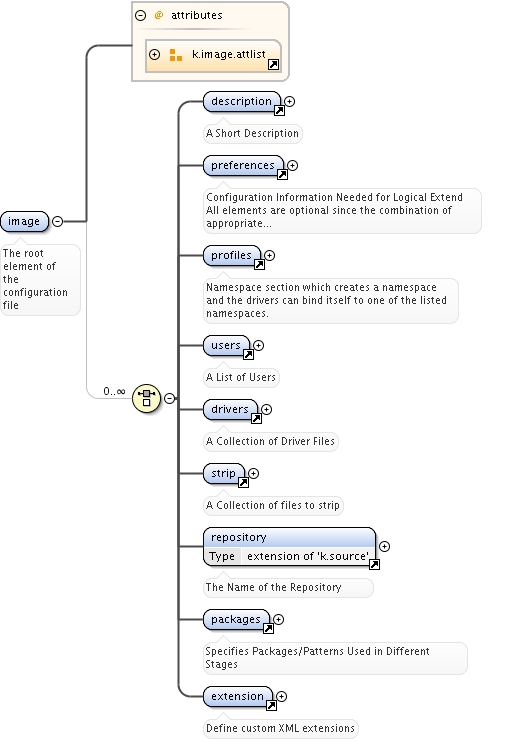 @ attributes
k.image.attlist
description
A Short Description
preferences
Configuration Information Needed for Logical Extend
All elements are optional since the combination of
appropriate...
image
The root
element of
the
configuration
file
profiles
Namespace section which creates a namespace
and the drivers can bind itself to one of the listed
namespaces.
users
A List of Users
0..∞
drivers
A Collection of Driver Files
strip
A Collection of files to strip
repository
Type extension of 'k.source'
The Name of the Repository
packages
Specifies Packages/Patterns Used in Different
Stages
extension
Define custom XML extensions